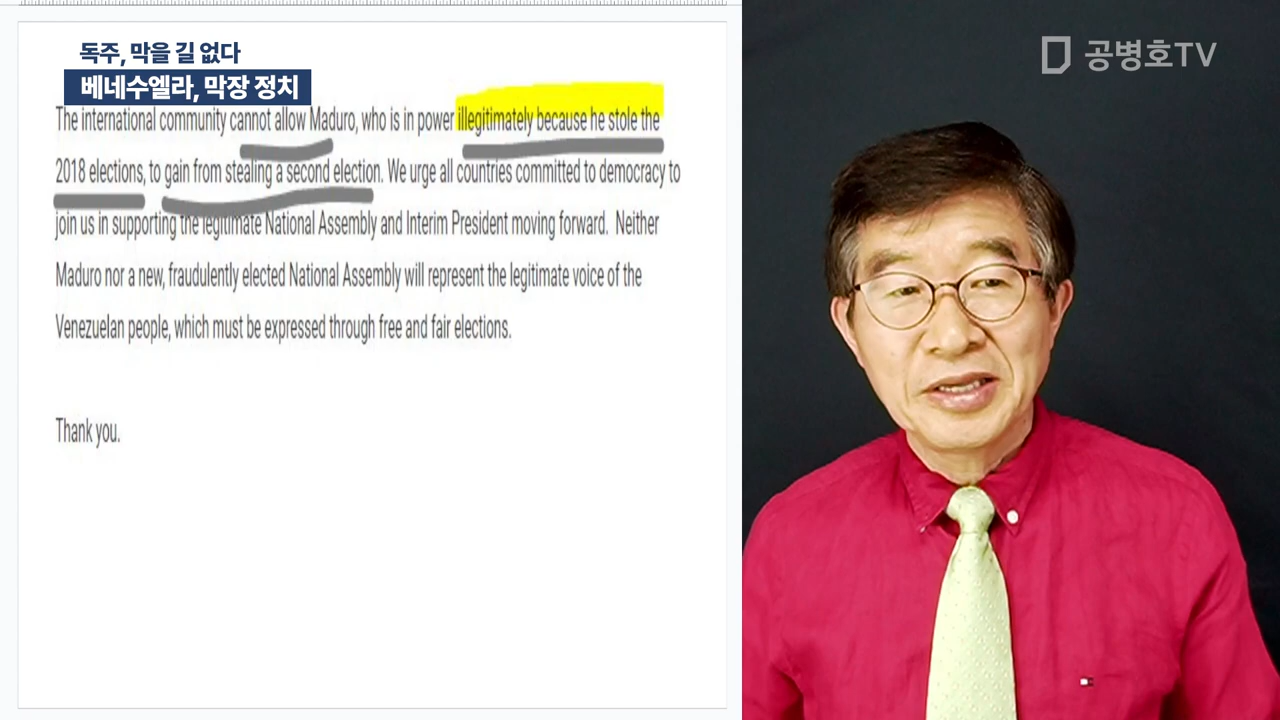 독주, 막을 길 없다
베네수엘라, 막장 정치
공병호TV
The international community cannot allow Maduro, who is in power illegitimately because he stole the
2018 elections, to gain from stealing a second election. We urge all countries committed to democracy to
join us in supporting the legitimate National Assembly and Interim President moving forward. Neither
Maduro nor a new, fraudulently elected National Assembly will represent the legitimate voice of the
Venezuelan people, which must be expressed through free and fair elections.
Thank you.